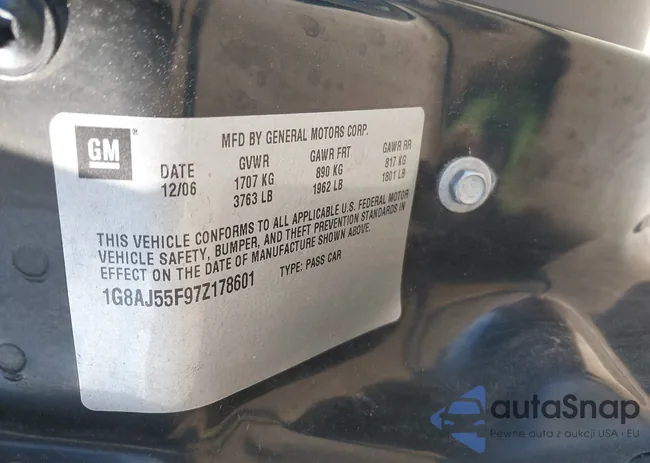 GM
MFD BY GENERAL MOTORS CORP.
DATE GVWR GAWR FRT GAWR RR
12/06 1707 KG 890 KG 817 KG
3763 LB 1962 LB 1801 LB
THIS VEHICLE CONFORMS TO ALL APPLICABLE U.S. FEDERAL MOTOR
VEHICLE SAFETY, BUMPER, AND THEFT PREVENTION STANDARDS IN
EFFECT ON THE DATE OF MANUFACTURE SHOWN ABOVE.
1G8AJ55F97Z178601 TYPE: PASS CAR
autaSnap
Pewne auta z aukcji USA · EU